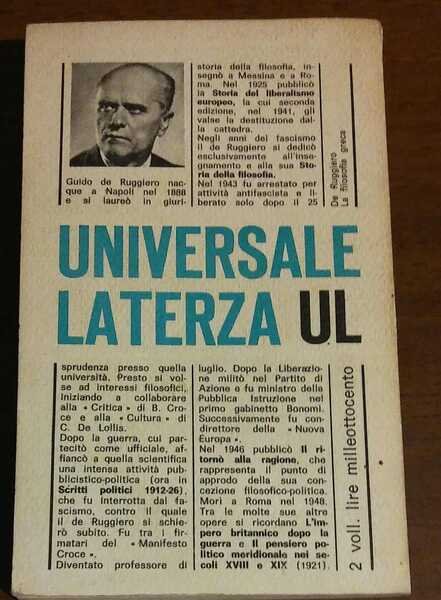 Guido de Ruggiero nac-
que a Napoli nel 1888
e si laureò in giuri-
sprudenza presso quella
università. Presto si vol-
se ad interessi filosofici,
iniziando a collaborare
alla « Critica » di B. Cro-
ce e alla « Cultura » di
C. De Lollis.
Dopo la guerra, cui par-
tecitò come ufficiale, af-
fiancò a quella scientifica
una intensa attività pub-
blicistico-politica (ora in
Scritti politici 1912-26),
che fu interrotta dal fa-
scismo, contro il quale
il de Ruggiero si schie-
rò subito. Fu tra i fir-
matari del « Manifesto
Croce ».
Diventato professore di
storia della filosofia, in-
segnò a Messina e a Ro-
ma. Nel 1925 pubblicò
la Storia del liberalismo
europeo, la cui seconda
edizione, nel 1941, gli
valse la destituzione dal-
la cattedra.
Negli anni del fascismo
il de Ruggiero si dedicò
esclusivamente all'inse-
gnamento e alla sua Sto-
ria della filosofia.
Nel 1943 fu arrestato per
attività antifascista e li-
berato solo dopo il 25
luglio. Dopo la Liberazio-
ne militò nel Partito di
Azione e fu ministro della
Pubblica Istruzione nel
primo gabinetto Bonomi.
Successivamente fu con-
direttore della « Nuova
Europa ».
Nel 1946 pubblicò Il ri-
torno alla ragione, che
rappresenta il punto di
approdo della sua con-
cezione filosofico-politica.
Morì a Roma nel 1948.
Tra le molte sue altre
opere si ricordano L'im-
pero britannico dopo la
guerra e Il pensiero po-
litico meridionale nei se-
coli XVIII e XIX (1921).
De Ruggiero
La filosofia greca
UNIVERSALE
LATERZA UL
2 voll. lire milleottocento